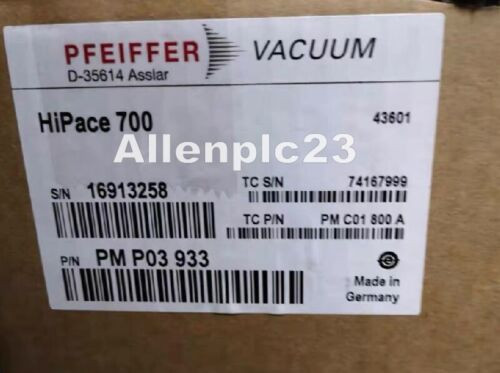 PFEIFFER VACUUM
D-35614 Asslar
HiPace 700 43601
Allenplc23
S/N 16913258
TC S/N 74167999
TC P/N PM C01 800 A
P/N PM P03 933
Made in
Germany